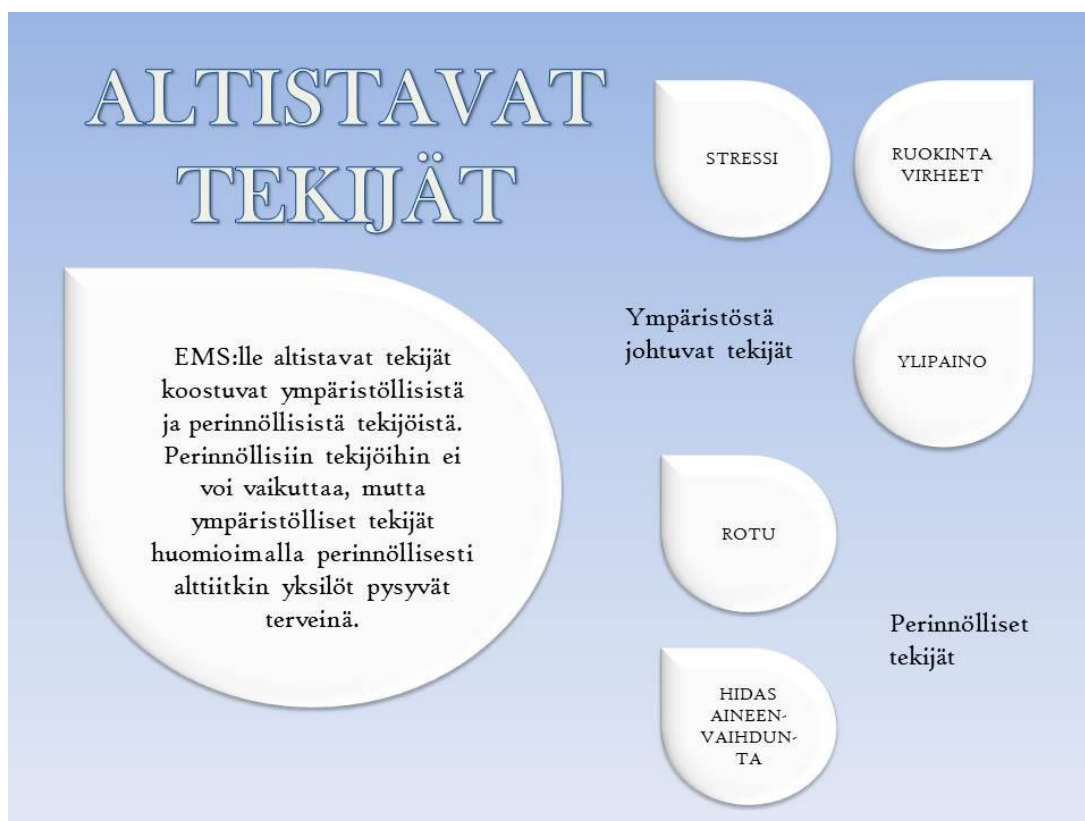 ALTISTAVAT
TEKIJÄT
EMS:lle altistavat tekijät
koostuvat ympäristöllisistä
ja perinnöllisistä tekijöistä.
Perinnöllisiin tekijöihin ei
voi vaikuttaa, mutta
ympäristölliset tekijät
huomioimalla perinnöllisesti
alttiitkin yksilöt pysyvät
terveinä.
STRESSI
RUOKINTA
VIRHEET
Ympäristöstä
johtuvat tekijät
YLIPAINO
ROTU
Perinnölliset
tekijät
HIDAS
AINEEN-
VAIHDUN-
TA